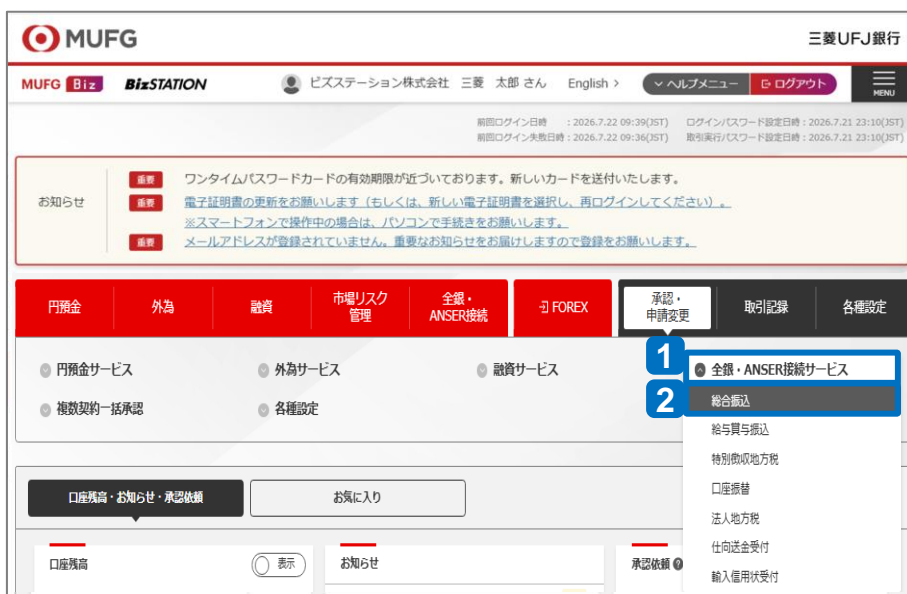 MUFG
三菱UFJ銀行
MUFG Biz BizSTATION ビズステーション株式会社 三菱 太郎 さん English > ヘルプメニュー ログアウト MENU
前回ログイン日時 : 2026.7.22 09:39(JST) ログインパスワード設定日時 : 2026.7.21 23:10(JST)
前回ログイン失敗日時 : 2026.7.22 09:36(JST) 取引実行パスワード設定日時 : 2026.7.21 23:10(JST)
重要 ワンタイムパスワードカードの有効期限が近づいております。新しいカードを送付いたします。
お知らせ 重要 電子証明書の更新をお願いします（もしくは、新しい電子証明書を選択し、再ログインしてください）。
※スマートフォンで操作中の場合は、パソコンで手続きをお願いします。
重要 メールアドレスが登録されていません。重要なお知らせをお届けしますので登録をお願いします。
円預金 外為 融資 市場リスク管理 全銀・ANSER接続 FOREX 承認・申請変更 取引記録 各種設定
円預金サービス 外為サービス 融資サービス 1 全銀・ANSER接続サービス
複数契約一括承認 各種設定 2 総合振込
給与賞与振込
特別徴収地方税
口座振替
法人地方税
仕向送金受付
輸入信用状受付
口座残高・お知らせ・承認依頼 お気に入り
口座残高 表示 お知らせ 承認依頼